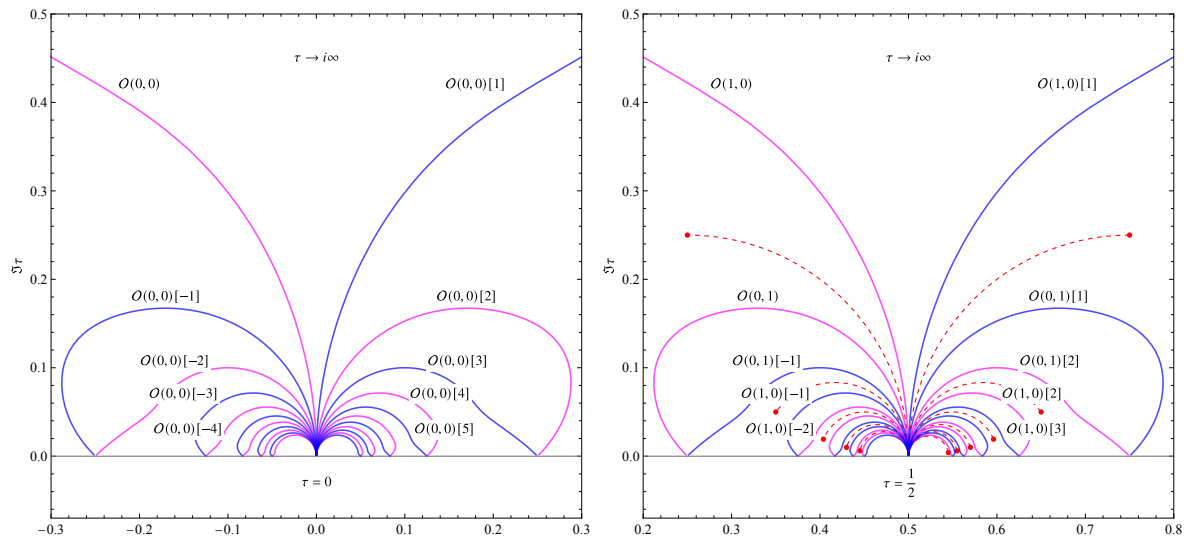 0.5
0.4
0.3
0.2
0.1
0.0
ℑτ
τ → i∞
𝒪(0, 0)
𝒪(0, 0)[1]
𝒪(0, 0)[-1]
𝒪(0, 0)[2]
𝒪(0, 0)[-2]
𝒪(0, 0)[3]
𝒪(0, 0)[-3]
𝒪(0, 0)[4]
𝒪(0, 0)[-4]
𝒪(0, 0)[5]
τ = 0
-0.3 -0.2 -0.1 0.0 0.1 0.2 0.3
0.5
0.4
0.3
0.2
0.1
0.0
ℑτ
τ → i∞
𝒪(1, 0)
𝒪(1, 0)[1]
𝒪(0, 1)
𝒪(0, 1)[1]
𝒪(0, 1)[-1]
𝒪(0, 1)[2]
𝒪(1, 0)[-1]
𝒪(1, 0)[2]
𝒪(1, 0)[-2]
𝒪(1, 0)[3]
τ = 1/2
0.2 0.3 0.4 0.5 0.6 0.7 0.8